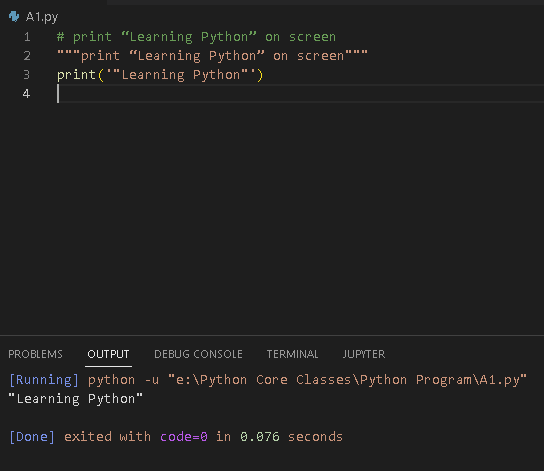 A1.py
1 # print “Learning Python” on screen
2 """print “Learning Python” on screen"""
3 print('"Learning Python"')
4
PROBLEMS OUTPUT DEBUG CONSOLE TERMINAL JUPYTER
[Running] python -u "e:\Python Core Classes\Python Program\A1.py"
"Learning Python"
[Done] exited with code=0 in 0.076 seconds